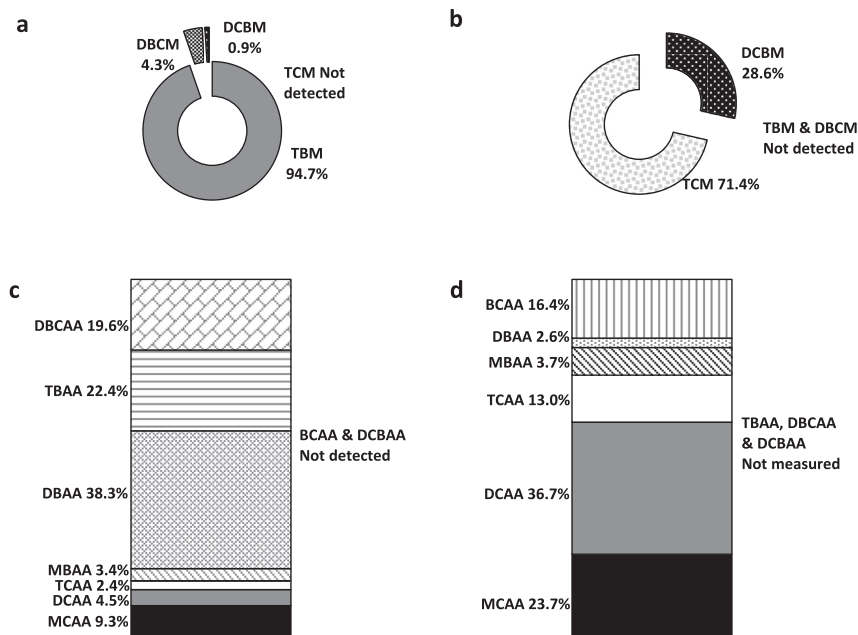 a
DBCM
4.3%
DCBM
0.9%
TCM Not
detected
TBM
94.7%
b
DCBM
28.6%
TBM & DBCM
Not detected
TCM 71.4%
c
DBCAA 19.6%
TBAA 22.4%
BCAA & DCBAA
Not detected
DBAA 38.3%
MBAA 3.4%
TCAA 2.4%
DCAA 4.5%
MCAA 9.3%
d
BCAA 16.4%
DBAA 2.6%
MBAA 3.7%
TCAA 13.0%
TBAA, DBCAA
& DCBAA
Not measured
DCAA 36.7%
MCAA 23.7%